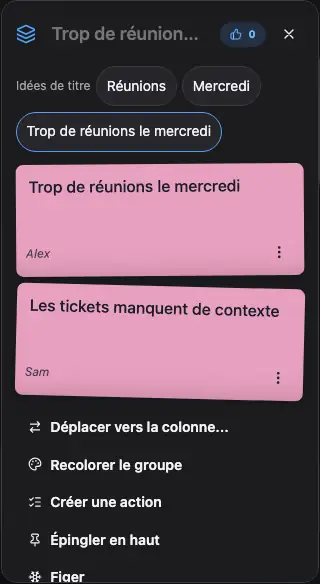 Trop de réunion...
0
Idées de titre
Réunions
Mercredi
Trop de réunions le mercredi
Trop de réunions le mercredi
Alex
Les tickets manquent de contexte
Sam
Déplacer vers la colonne...
Recolorer le groupe
Créer une action
Épingler en haut
Figer